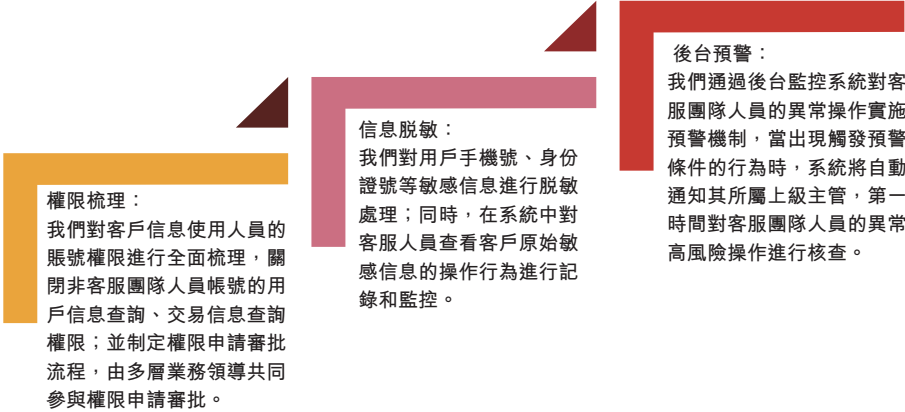 權限梳理：
我們對客戶信息使用人員的
賬號權限進行全面梳理，關
閉非客服團隊人員帳號的用
戶信息查詢、交易信息查詢
權限；並制定權限申請審批
流程，由多層業務領導共同
參與權限申請審批。
信息脱敏：
我們對用戶手機號、身份
證號等敏感信息進行脱敏
處理；同時，在系統中對
客服人員查看客戶原始敏
感信息的操作行為進行記
錄和監控。
後台預警：
我們通過後台監控系統對客
服團隊人員的異常操作實施
預警機制，當出現觸發預警
條件的行為時，系統將自動
通知其所屬上級主管，第一
時間對客服團隊人員的異常
高風險操作進行核查。